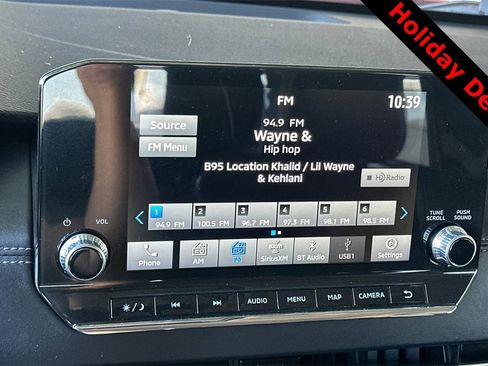 Holiday De
FM
10:39
Source
94.9 FM
Wayne &
FM Menu
Hip hop
B95 Location Khalid / Lil Wayne
& Kehlani
HD Radio
1 2 3 4 5 6
94.9 FM 100.5 FM 96.7 FM 97.3 FM 98.1 FM 98.5 FM
VOL
TUNE SCROLL
PUSH SOUND
Phone AM FM SiriusXM BT Audio USB1 Settings
AUDIO MENU MAP CAMERA